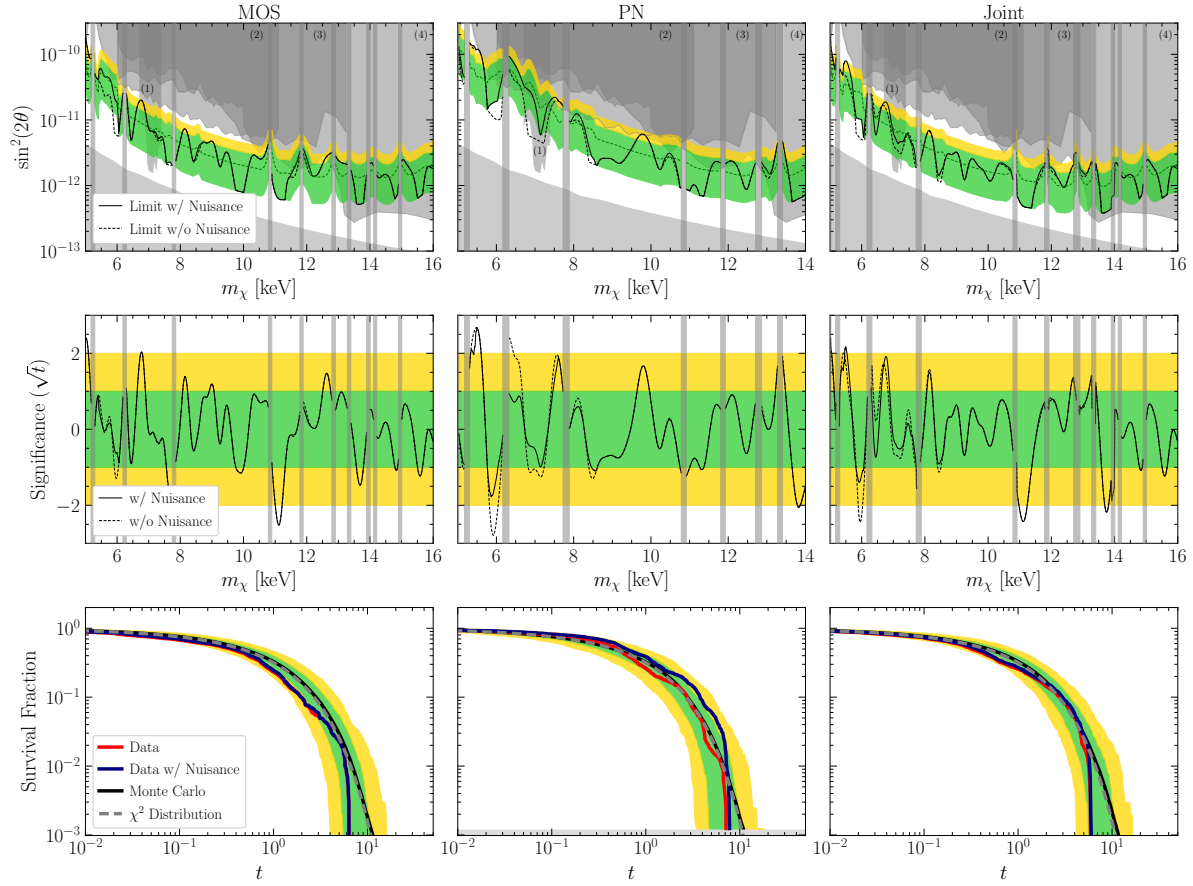 MOS PN Joint
(2) (3) (4) (2) (3) (4) (2) (3) (4)
(1) (1) (1)
sin²(2θ)
10⁻¹⁰
10⁻¹¹
10⁻¹²
10⁻¹³
Limit w/ Nuisance
Limit w/o Nuisance
6 8 10 12 14 16
m_χ [keV]
6 8 10 12 14
m_χ [keV]
6 8 10 12 14 16
m_χ [keV]
Significance (√t)
2
0
−2
w/ Nuisance
w/o Nuisance
6 8 10 12 14 16
m_χ [keV]
6 8 10 12 14
m_χ [keV]
6 8 10 12 14 16
m_χ [keV]
Survival Fraction
10⁰
10⁻¹
10⁻²
10⁻³
Data
Data w/ Nuisance
Monte Carlo
χ² Distribution
10⁻² 10⁻¹ 10⁰ 10¹
t
10⁻² 10⁻¹ 10⁰ 10¹
t
10⁻² 10⁻¹ 10⁰ 10¹
t